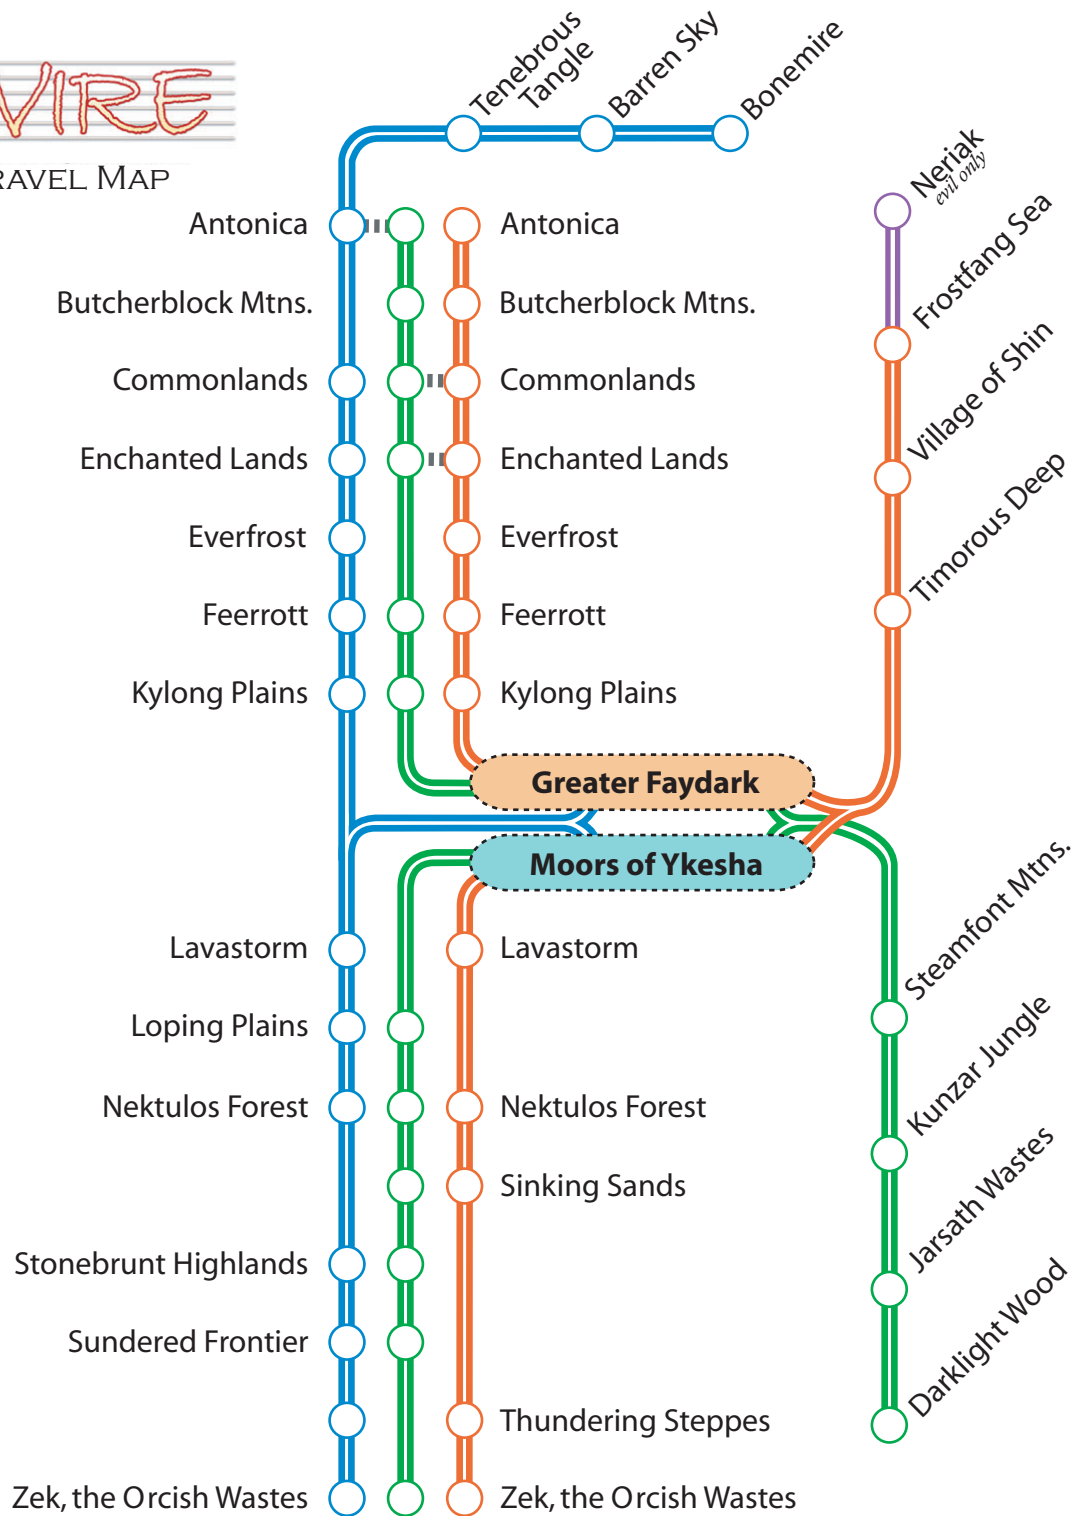 VIRE
RAVEL MAP
Tenebrous
Tangle
Barren Sky
Bonemire
Neriak
evil only
Frostfang Sea
Village of Shin
Timorous Deep
Antonica
Antonica
Butcherblock Mtns.
Butcherblock Mtns.
Commonlands
Commonlands
Enchanted Lands
Enchanted Lands
Everfrost
Everfrost
Feerrott
Feerrott
Kylong Plains
Kylong Plains
Greater Faydark
Moors of Ykesha
Lavastorm
Lavastorm
Loping Plains
Nektulos Forest
Nektulos Forest
Sinking Sands
Stonebrunt Highlands
Sundered Frontier
Thundering Steppes
Zek, the Orcish Wastes
Zek, the Orcish Wastes
Steamfont Mtns.
Kunzar Jungle
Jarsath Wastes
Darklight Wood